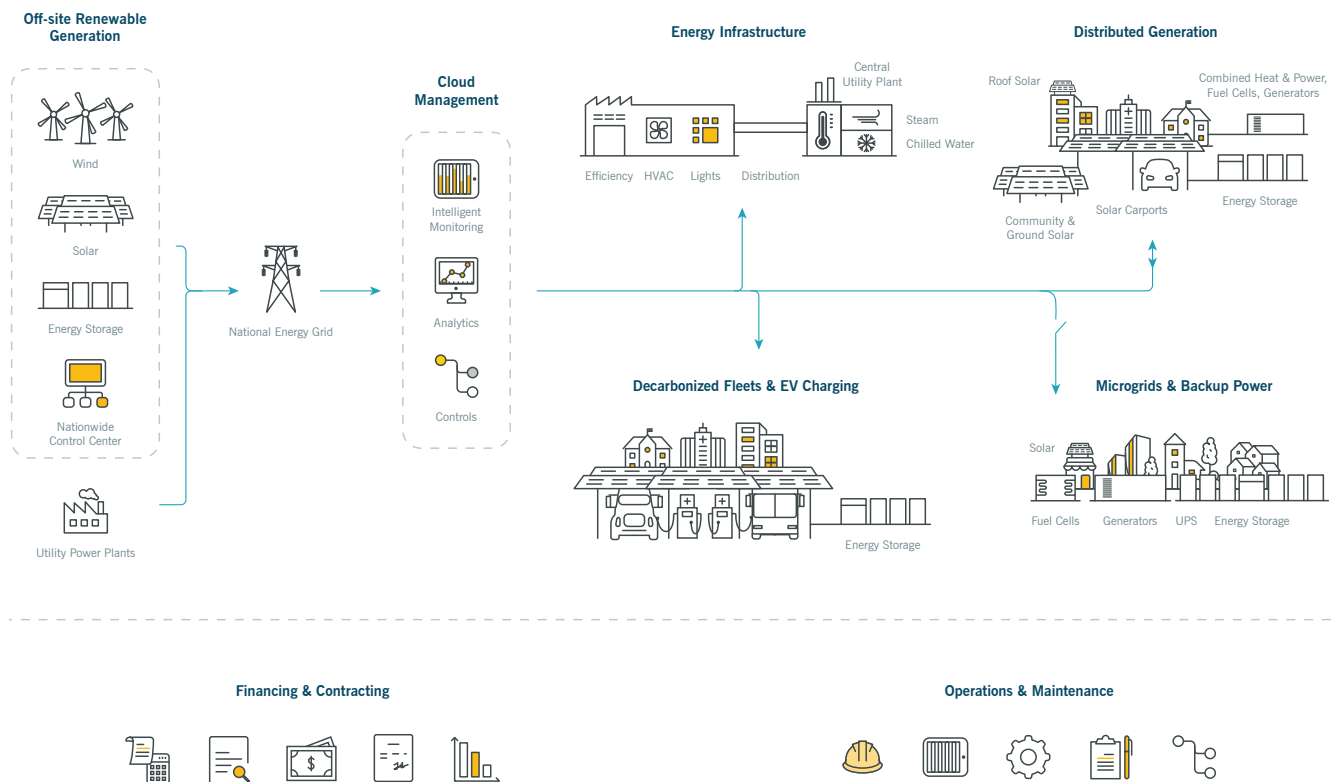 Off-site Renewable
Generation
Wind
Solar
Energy Storage
Nationwide
Control Center
Utility Power Plants
National Energy Grid
Cloud
Management
Intelligent
Monitoring
Analytics
Controls
Energy Infrastructure
Central
Utility Plant
Steam
Chilled Water
Efficiency
HVAC
Lights
Distribution
Distributed Generation
Roof Solar
Combined Heat & Power,
Fuel Cells, Generators
Energy Storage
Solar Carports
Community &
Ground Solar
Decarbonized Fleets & EV Charging
Energy Storage
Microgrids & Backup Power
Solar
Fuel Cells
Generators
UPS
Energy Storage
Financing & Contracting
$
Operations & Maintenance